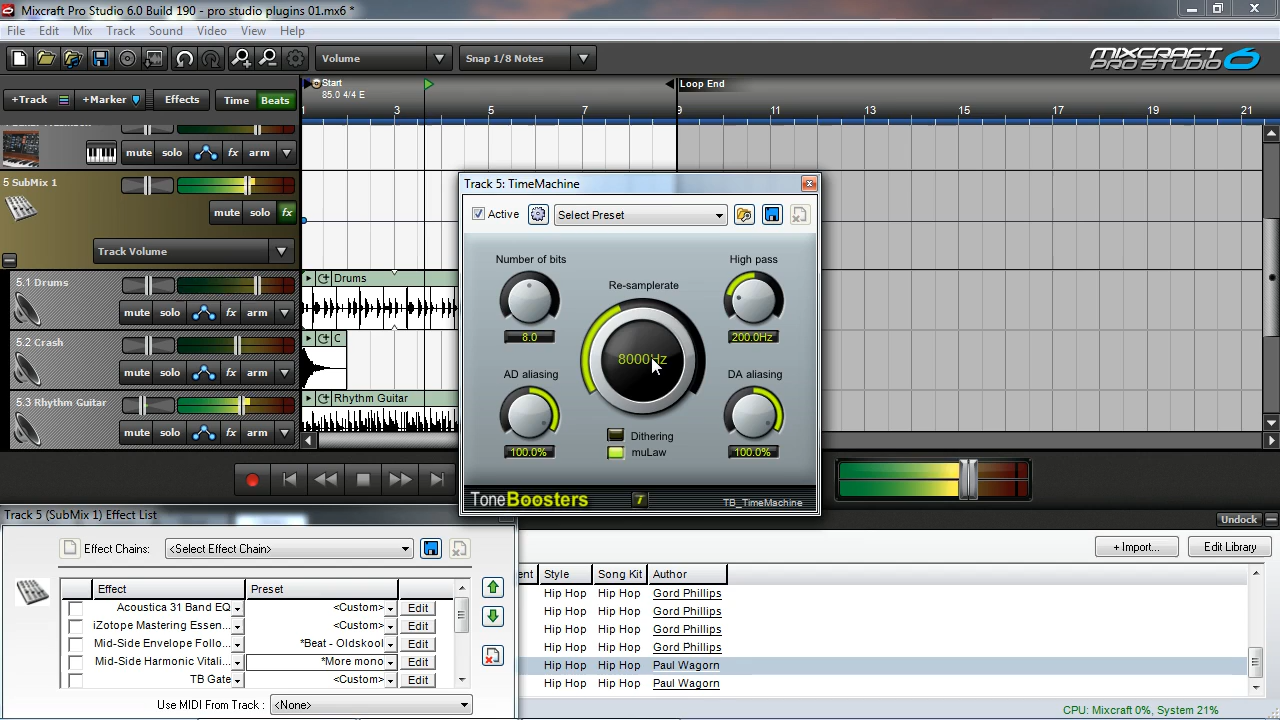 Mixcraft Pro Studio 6.0 Build 190 - pro studio plugins 01.mx6 *
File Edit Mix Track Sound Video View Help
Volume Snap 1/8 Notes
MIXCRAFT
PRO STUDIO 6
+Track +Marker Effects Time Beats
Start
85.0 4/4 E
Loop End
1 3 5 7 9 11 13 15 17 19 21
mute solo fx arm
5 SubMix 1
mute solo fx
Track Volume
5.1 Drums
mute solo fx arm
Drums
5.2 Crash
mute solo fx arm
C
5.3 Rhythm Guitar
mute solo fx arm
Rhythm Guitar
Track 5: TimeMachine
Active Select Preset
Number of bits
8.0
Re-samplerate
8000Hz
High pass
200.0Hz
AD aliasing
100.0%
DA aliasing
100.0%
Dithering
muLaw
ToneBoosters T TB_TimeMachine
Undock
Track 5 (SubMix 1) Effect List
Effect Chains: <Select Effect Chain>
Effect Preset
Acoustica 31 Band EQ <Custom> Edit
iZotope Mastering Essen... <Custom> Edit
Mid-Side Envelope Follo... *Beat - Oldskool Edit
Mid-Side Harmonic Vitali... *More mono Edit
TB Gate <Custom> Edit
Use MIDI From Track : <None>
+ Import... Edit Library
ent Style Song Kit Author
Hip Hop Hip Hop Gord Phillips
Hip Hop Hip Hop Gord Phillips
Hip Hop Hip Hop Gord Phillips
Hip Hop Hip Hop Gord Phillips
Hip Hop Hip Hop Paul Wagorn
Hip Hop Hip Hop Paul Wagorn
CPU: Mixcraft 0%, System 21%